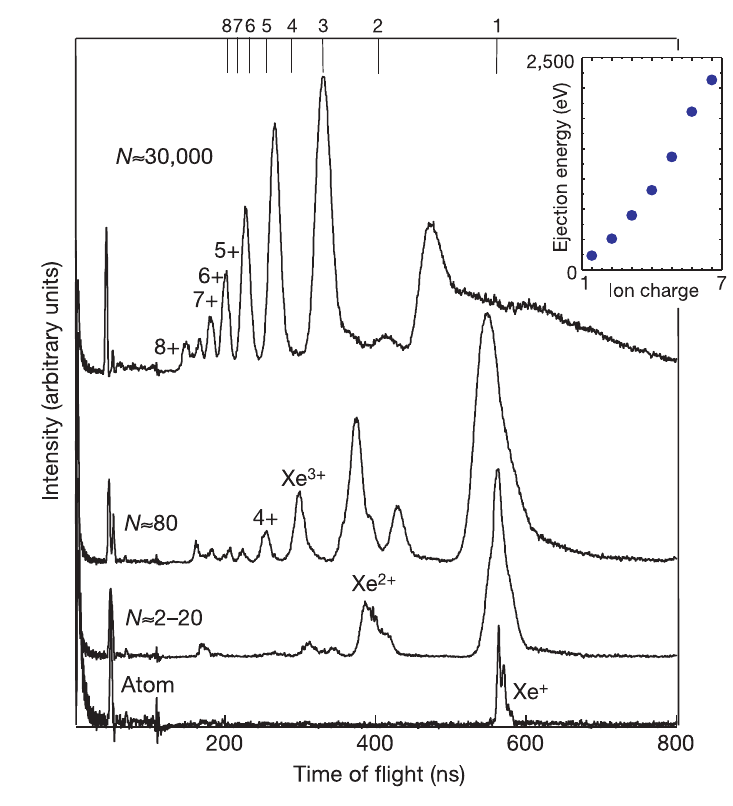 8 7 6 5 4 3 2 1
2,500
Ejection energy (eV)
0
1
Ion charge
7
N≈30,000
5+
6+
7+
8+
Intensity (arbitrary units)
Xe3+
4+
N≈80
Xe2+
N≈2–20
Atom
Xe+
200 400 600 800
Time of flight (ns)